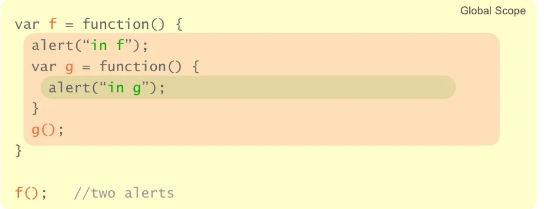 Global Scope
var f = function() {
alert(“in f”);
var g = function() {
alert(“in g”);
}
g();
}
f(); //two alerts